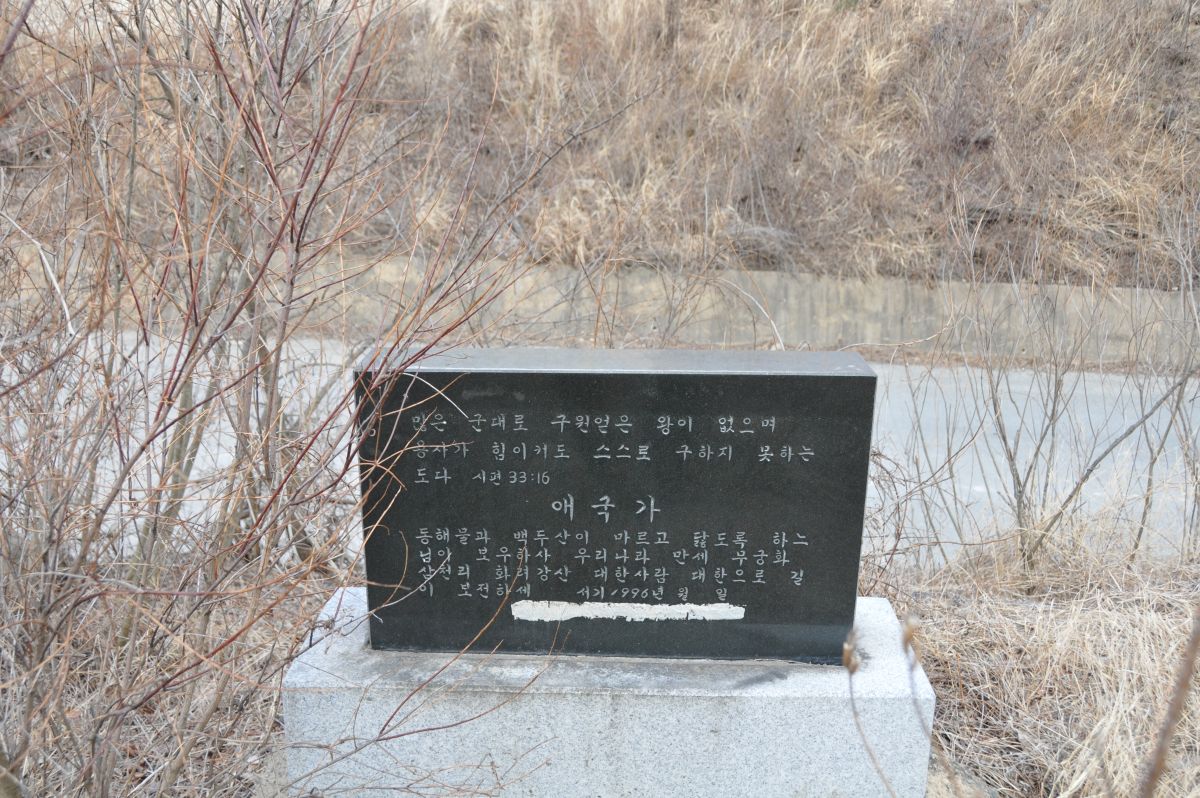 많은 군대로 구원얻은 왕이 없으며
용사가 힘이커도 스스로 구하지 못하는
도다 시편 33:16
애국가
동해물과 백두산이 마르고 닳도록 하느
님이 보우하사 우리나라 만세 무궁화
삼천리 화려강산 대한사람 대한으로 길
이 보전하세 서기 1996년 월 일